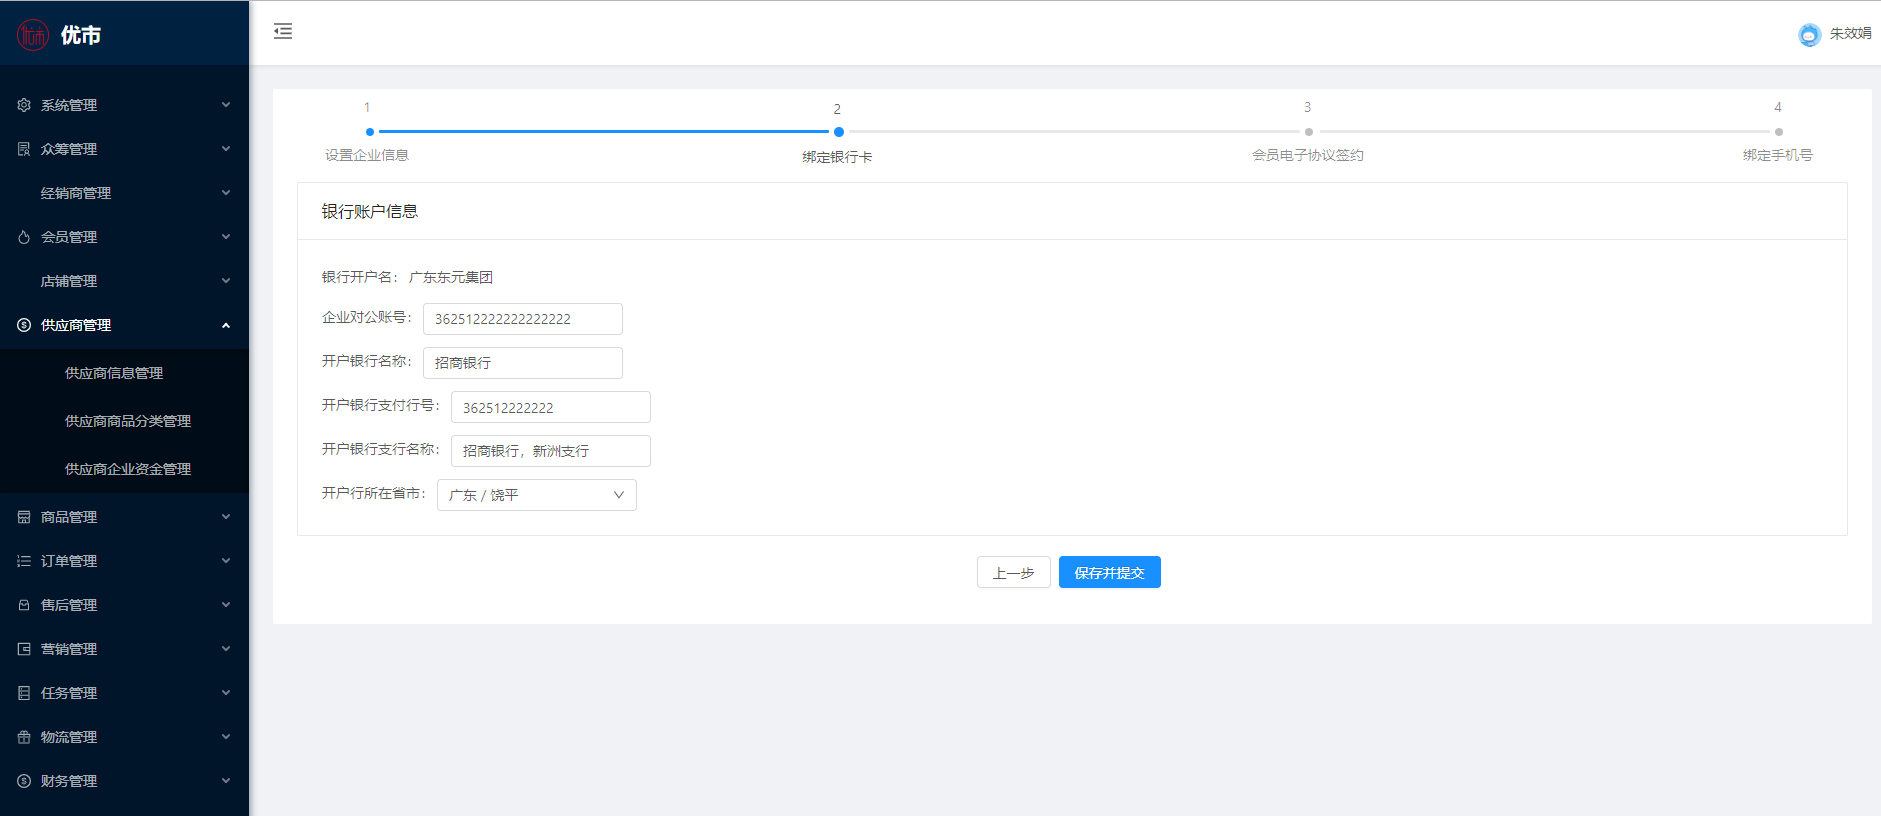 优市
优市
朱效娟
系统管理
众筹管理
经销商管理
会员管理
店铺管理
供应商管理
供应商信息管理
供应商商品分类管理
供应商企业资金管理
商品管理
订单管理
售后管理
营销管理
任务管理
物流管理
财务管理
1
2
3
4
设置企业信息
绑定银行卡
会员电子协议签约
绑定手机号
银行账户信息
银行开户名： 广东东元集团
企业对公账号： 362512222222222222
开户银行名称： 招商银行
开户银行支付行号： 362512222222
开户银行支行名称： 招商银行，新洲支行
开户行所在省市： 广东 / 饶平
上一步
保存并提交